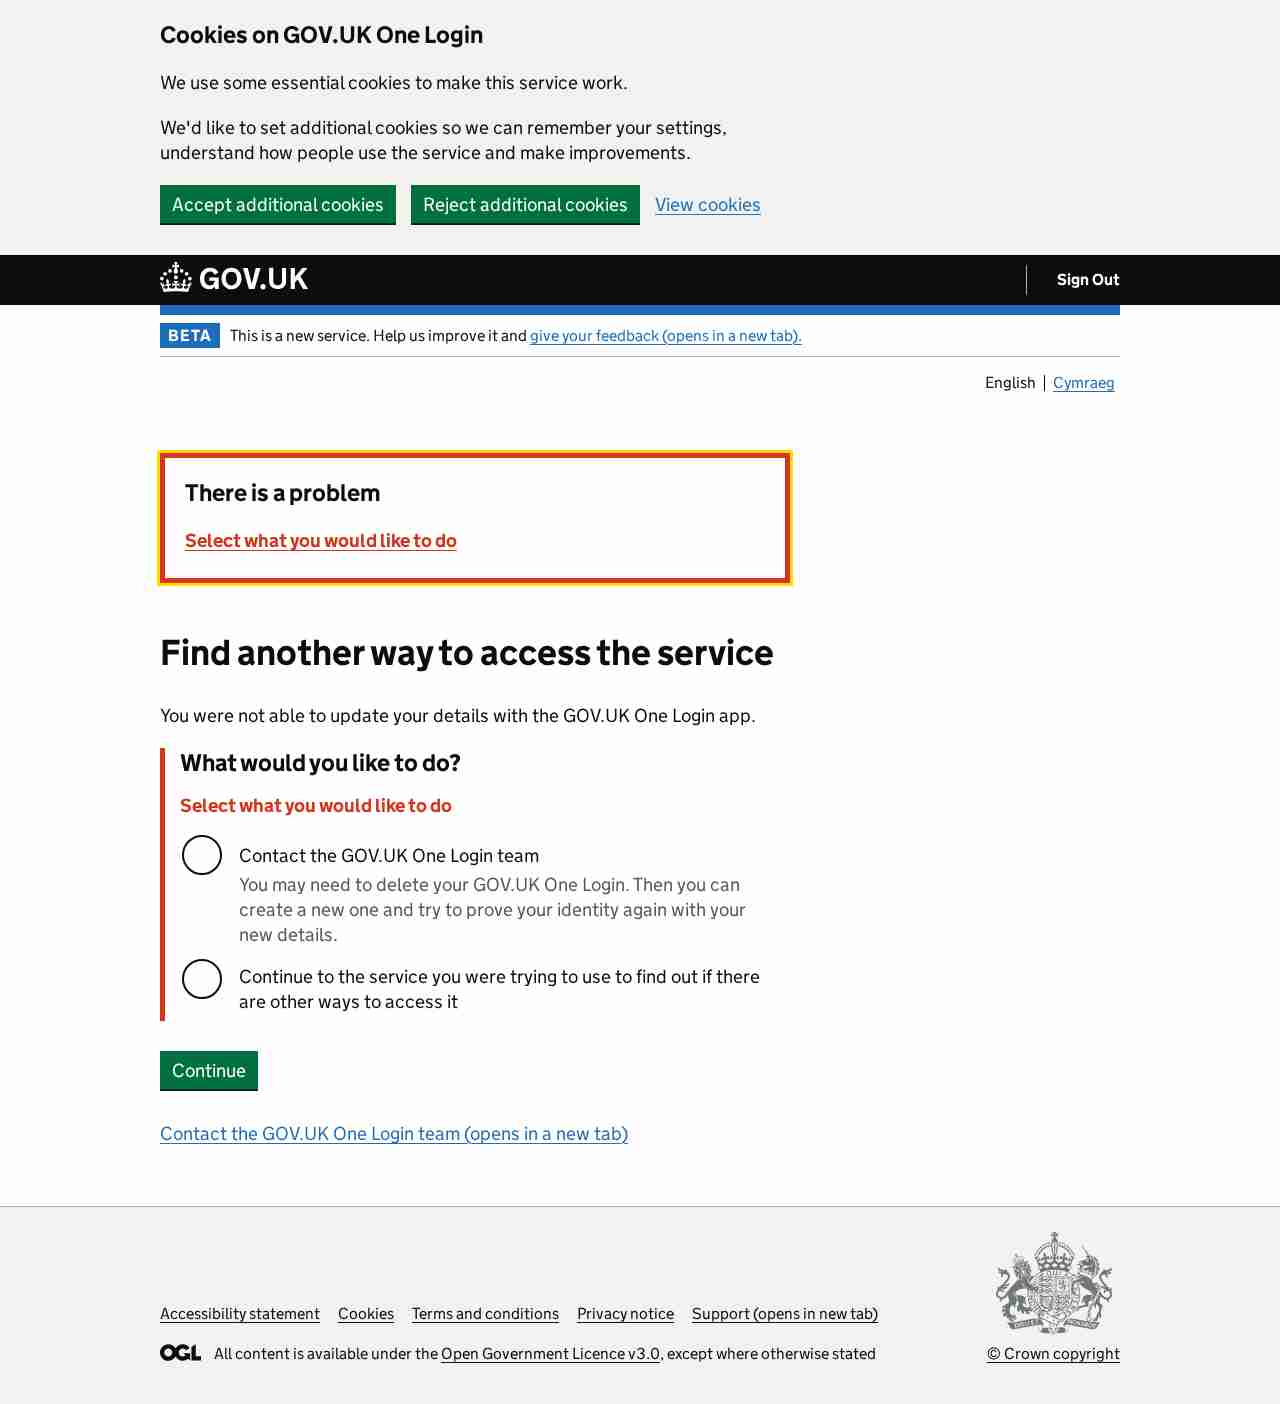 Cookies on GOV.UK One Login
We use some essential cookies to make this service work.
We'd like to set additional cookies so we can remember your settings,
understand how people use the service and make improvements.
Accept additional cookies
Reject additional cookies
View cookies
GOV.UK
Sign Out
BETA
This is a new service. Help us improve it and give your feedback (opens in a new tab).
English
Cymraeg
There is a problem
Select what you would like to do
Find another way to access the service
You were not able to update your details with the GOV.UK One Login app.
What would you like to do?
Select what you would like to do
Contact the GOV.UK One Login team
You may need to delete your GOV.UK One Login. Then you can
create a new one and try to prove your identity again with your
new details.
Continue to the service you were trying to use to find out if there
are other ways to access it
Continue
Contact the GOV.UK One Login team (opens in a new tab)
Accessibility statement
Cookies
Terms and conditions
Privacy notice
Support (opens in new tab)
OGL
All content is available under the Open Government Licence v3.0, except where otherwise stated
© Crown copyright